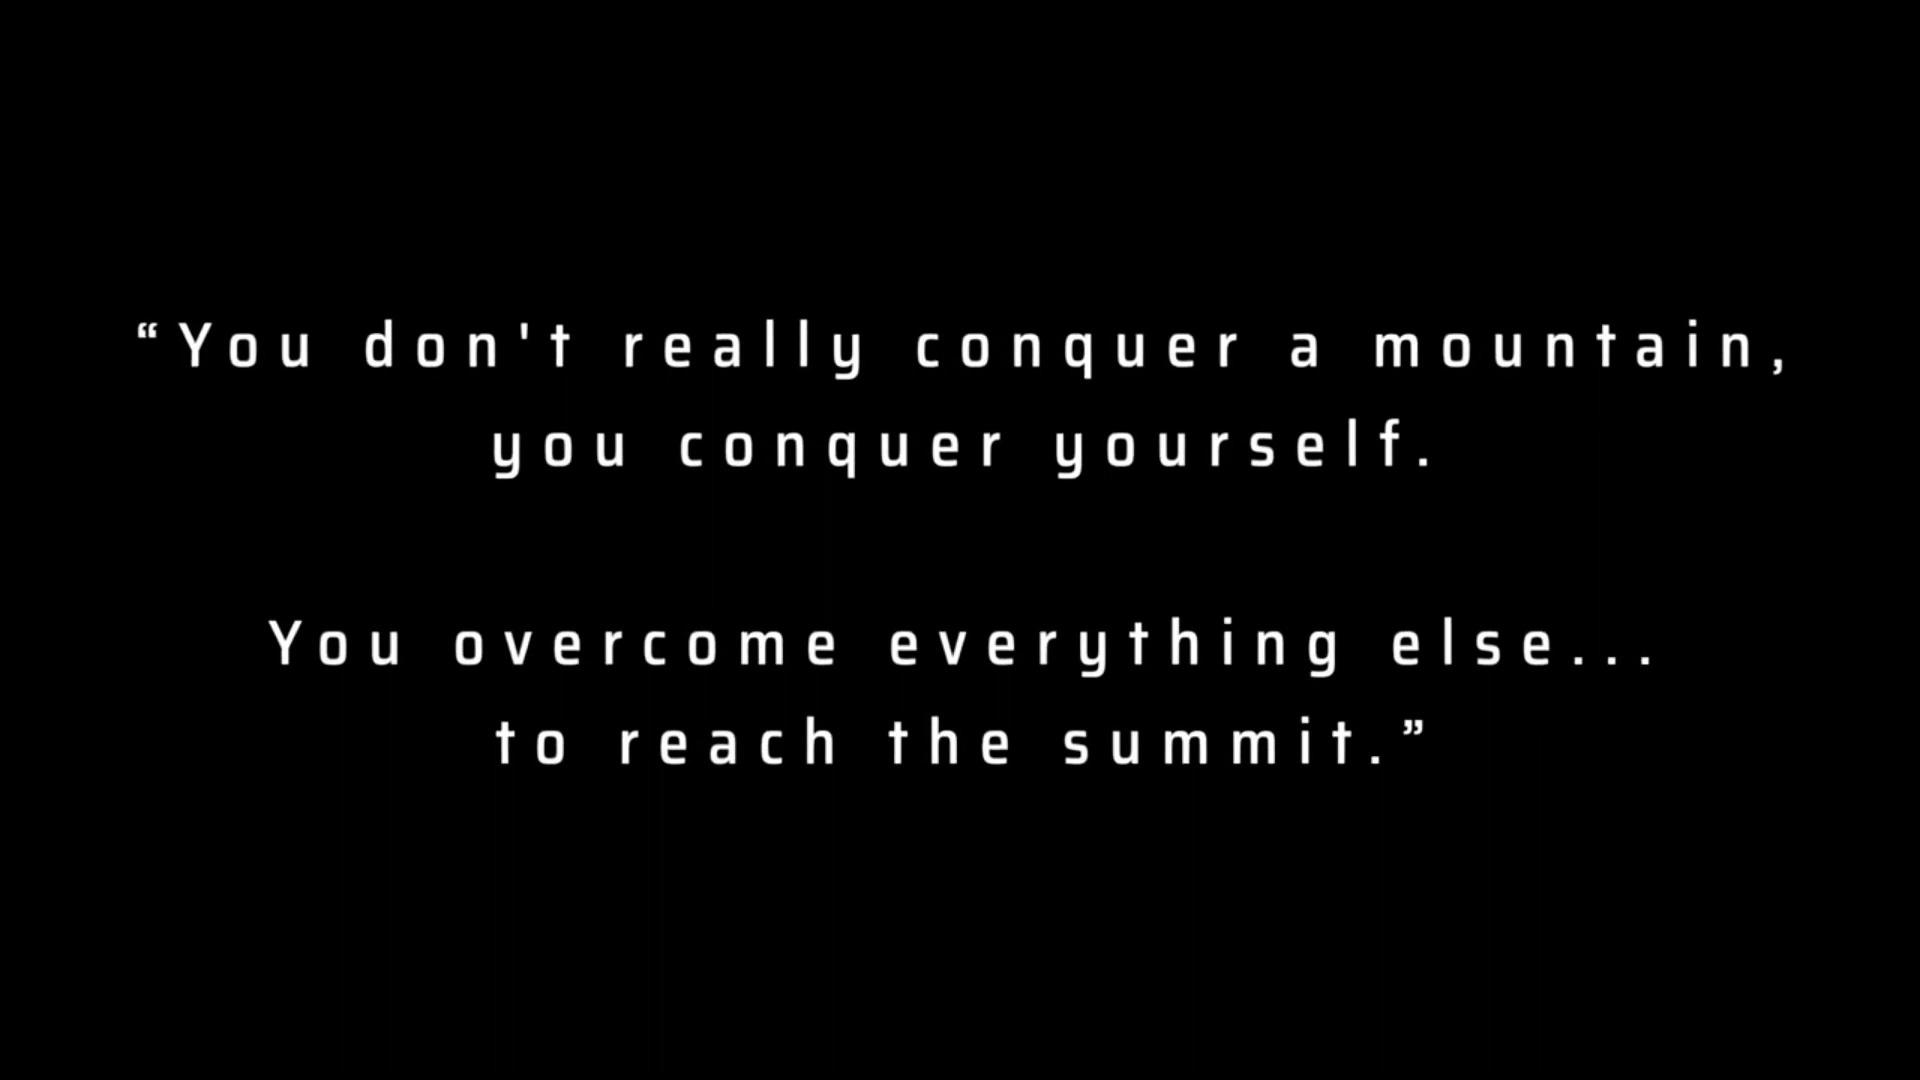 “You don't really conquer a mountain,
you conquer yourself.
You overcome everything else...
to reach the summit.”